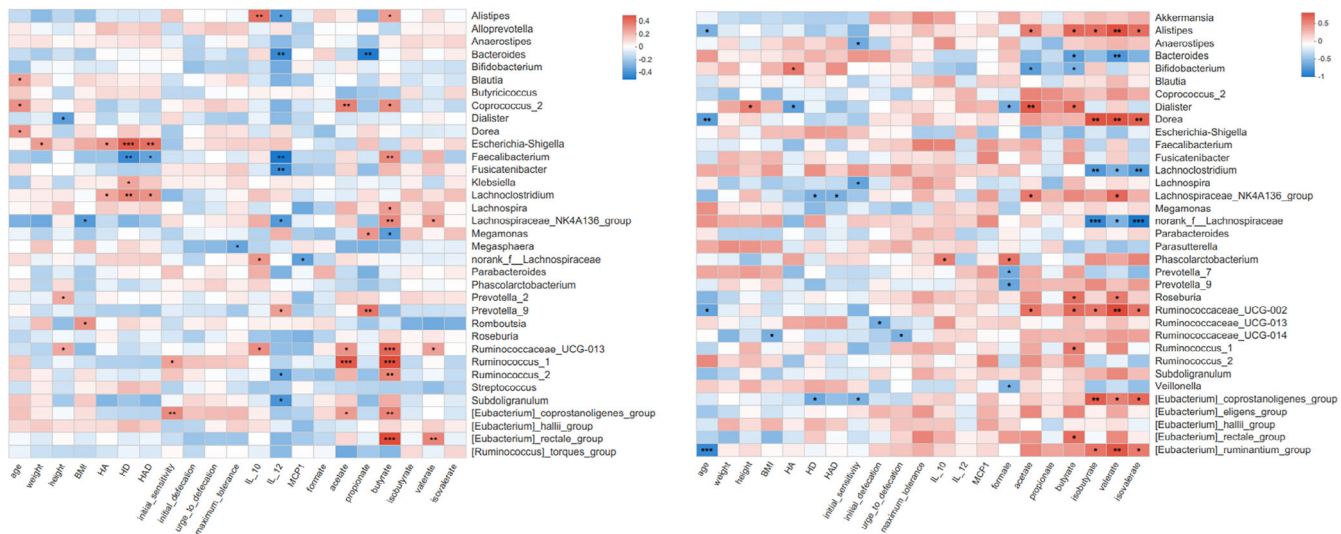 Alistipes
Alloprevotella
Anaerostipes
Bacteroides
Bifidobacterium
Blautia
Butyricicoccus
Coprococcus_2
Dialister
Dorea
Escherichia-Shigella
Faecalibacterium
Fusicatenibacter
Klebsiella
Lachnoclostridium
Lachnospira
Lachnospiraceae_NK4A136_group
Megamonas
Megasphaera
norank_f__Lachnospiraceae
Parabacteroides
Phascolarctobacterium
Prevotella_2
Prevotella_9
Romboutsia
Roseburia
Ruminococcaceae_UCG-013
Ruminococcus_1
Ruminococcus_2
Streptococcus
Subdoligranulum
[Eubacterium]_coprostanoligenes_group
[Eubacterium]_hallii_group
[Eubacterium]_rectale_group
[Ruminococcus]_torques_group
age
weight
height
BMI
HA
HD
HAD
initial_sensitivity
initial_defecation
urge_to_defecation
maximum_tolerance
IL_10
IL_12
MCP1
formate
acetate
propionate
butyrate
isobutyrate
valerate
isovalerate
0.4
0.2
0
-0.2
-0.4
Akkermansia
Alistipes
Anaerostipes
Bacteroides
Bifidobacterium
Blautia
Coprococcus_2
Dialister
Dorea
Escherichia-Shigella
Faecalibacterium
Fusicatenibacter
Lachnoclostridium
Lachnospira
Lachnospiraceae_NK4A136_group
Megamonas
norank_f_Lachnospiraceae
Parabacteroides
Parasutterella
Phascolarctobacterium
Prevotella_7
Prevotella_9
Roseburia
Ruminococcaceae_UCG-002
Ruminococcaceae_UCG-013
Ruminococcaceae_UCG-014
Ruminococcus_1
Ruminococcus_2
Subdoligranulum
Veillonella
[Eubacterium]_coprostanoligenes_group
[Eubacterium]_eligens_group
[Eubacterium]_hallii_group
[Eubacterium]_rectale_group
[Eubacterium]_ruminantium_group
age
weight
height
BMI
HA
HD
HAD
initial_sensitivity
initial_defecation
urge_to_defecation
maximum_tolerance
IL_10
IL_12
MCP1
formate
acetate
propionate
butyrate
isobutyrate
valerate
isovalerate
0.5
0
-0.5
-1